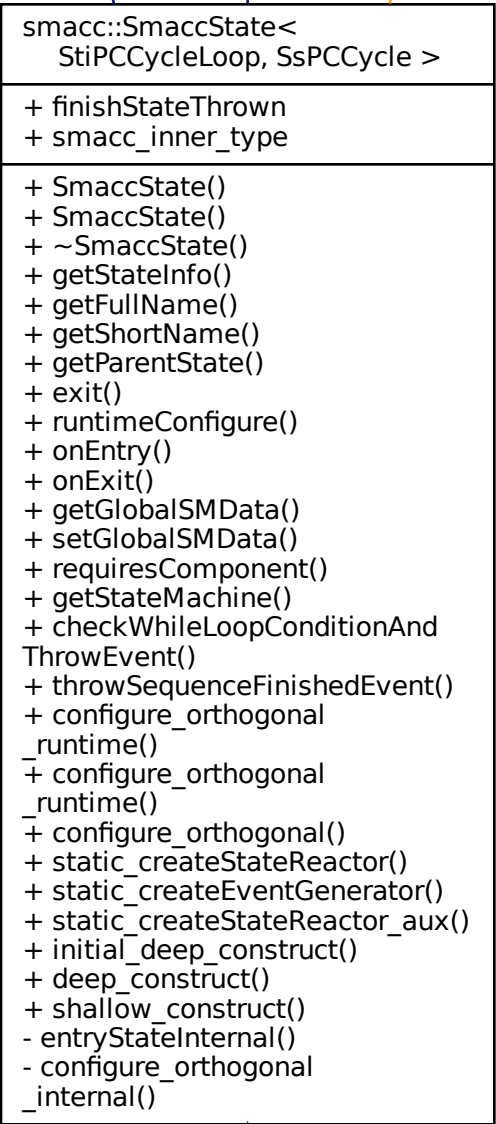 smacc::SmaccState<
StiPCCycleLoop, SsPCCycle >
+ finishStateThrown
+ smacc_inner_type
+ SmaccState()
+ SmaccState()
+ ~SmaccState()
+ getStateInfo()
+ getFullName()
+ getShortName()
+ getParentState()
+ exit()
+ runtimeConfigure()
+ onEntry()
+ onExit()
+ getGlobalSMData()
+ setGlobalSMData()
+ requiresComponent()
+ getStateMachine()
+ checkWhileLoopConditionAnd
ThrowEvent()
+ throwSequenceFinishedEvent()
+ configure_orthogonal
_runtime()
+ configure_orthogonal
_runtime()
+ configure_orthogonal()
+ static_createStateReactor()
+ static_createEventGenerator()
+ static_createStateReactor_aux()
+ initial_deep_construct()
+ deep_construct()
+ shallow_construct()
- entryStateInternal()
- configure_orthogonal
_internal()